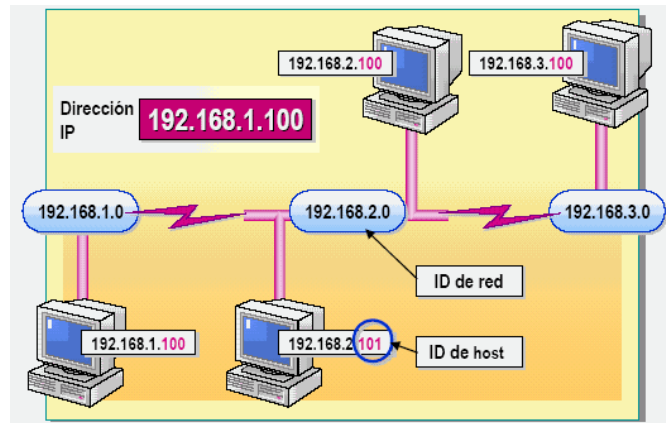 192.168.2.100
192.168.3.100
Dirección
IP
192.168.1.100
192.168.1.0
192.168.2.0
192.168.3.0
ID de red
192.168.1.100
192.168.2.101
ID de host